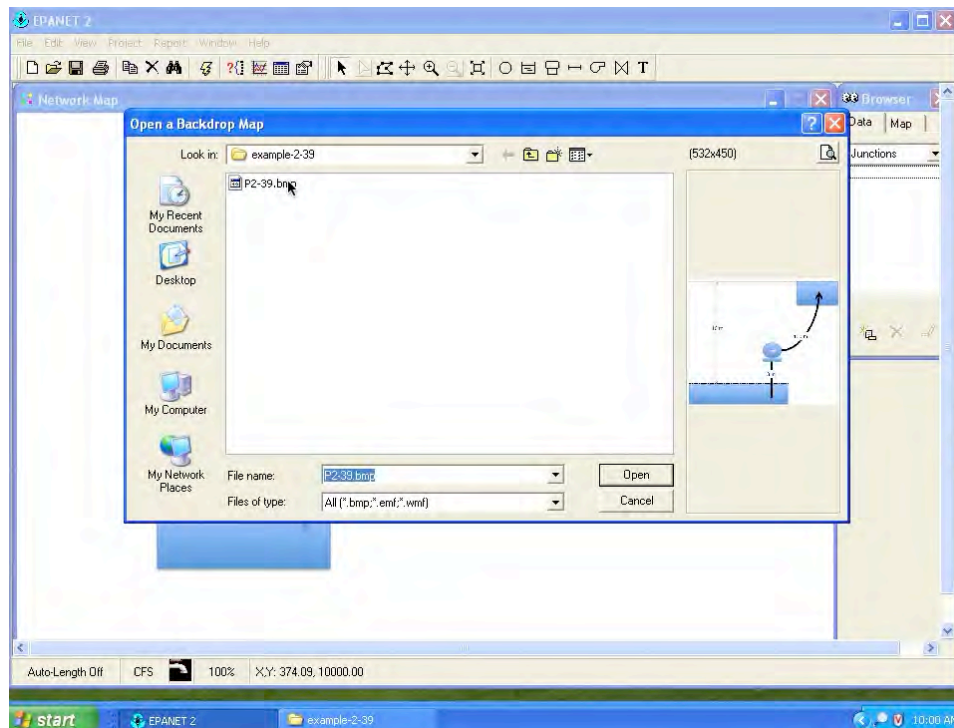 EPANET 2
File Edit View Project Report Window Help
T
Network Map
Browser
Open a Backdrop Map
Data Map
Look in: example-2-39
(532x450)
Junctions
P2-39.bmp
My Recent
Documents
Desktop
My Documents
My Computer
My Network
Places
File name: P2-39.bmp
Open
Files of type: All (*.bmp;*.emf;*.wmf)
Cancel
Auto-Length Off CFS 100% X,Y: 374.09, 10000.00
start EPANET 2 example-2-39 10:00 AM